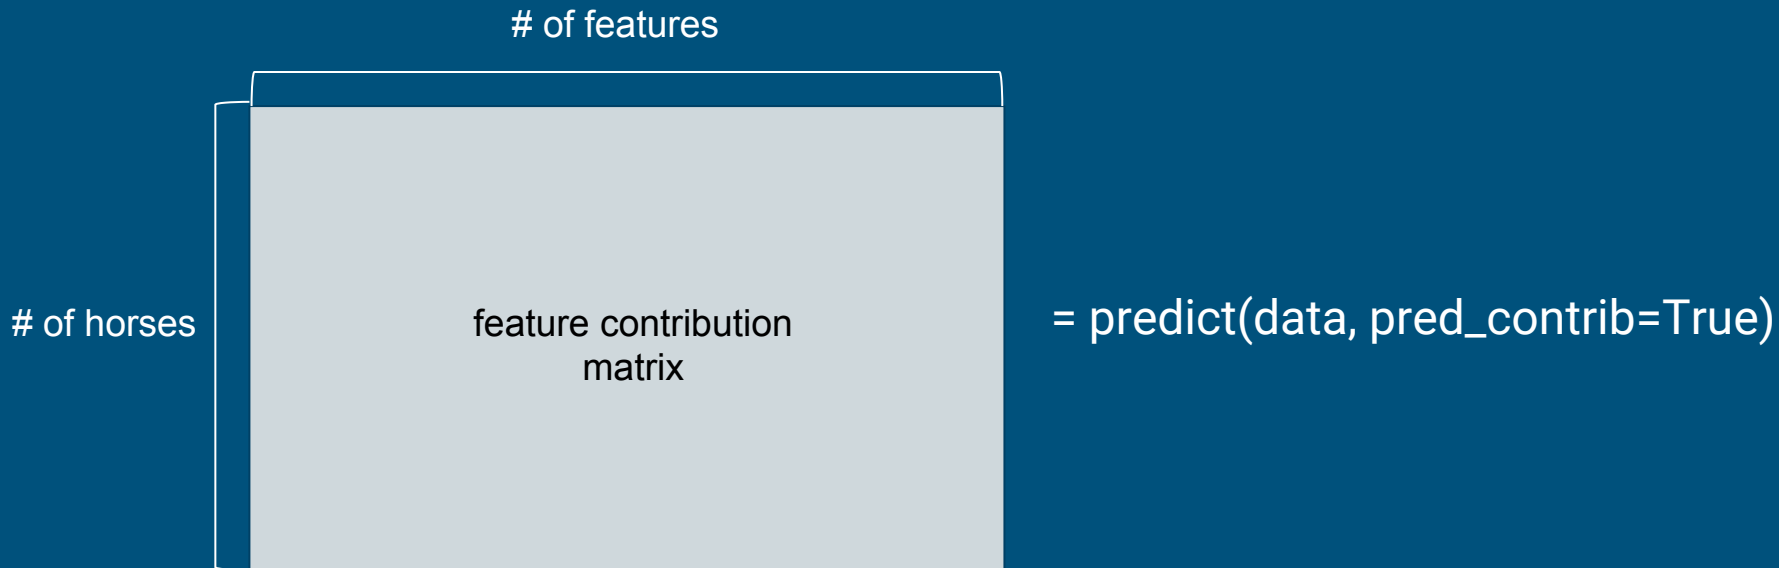 # of features
# of horses
feature contribution
matrix
= predict(data, pred_contrib=True)